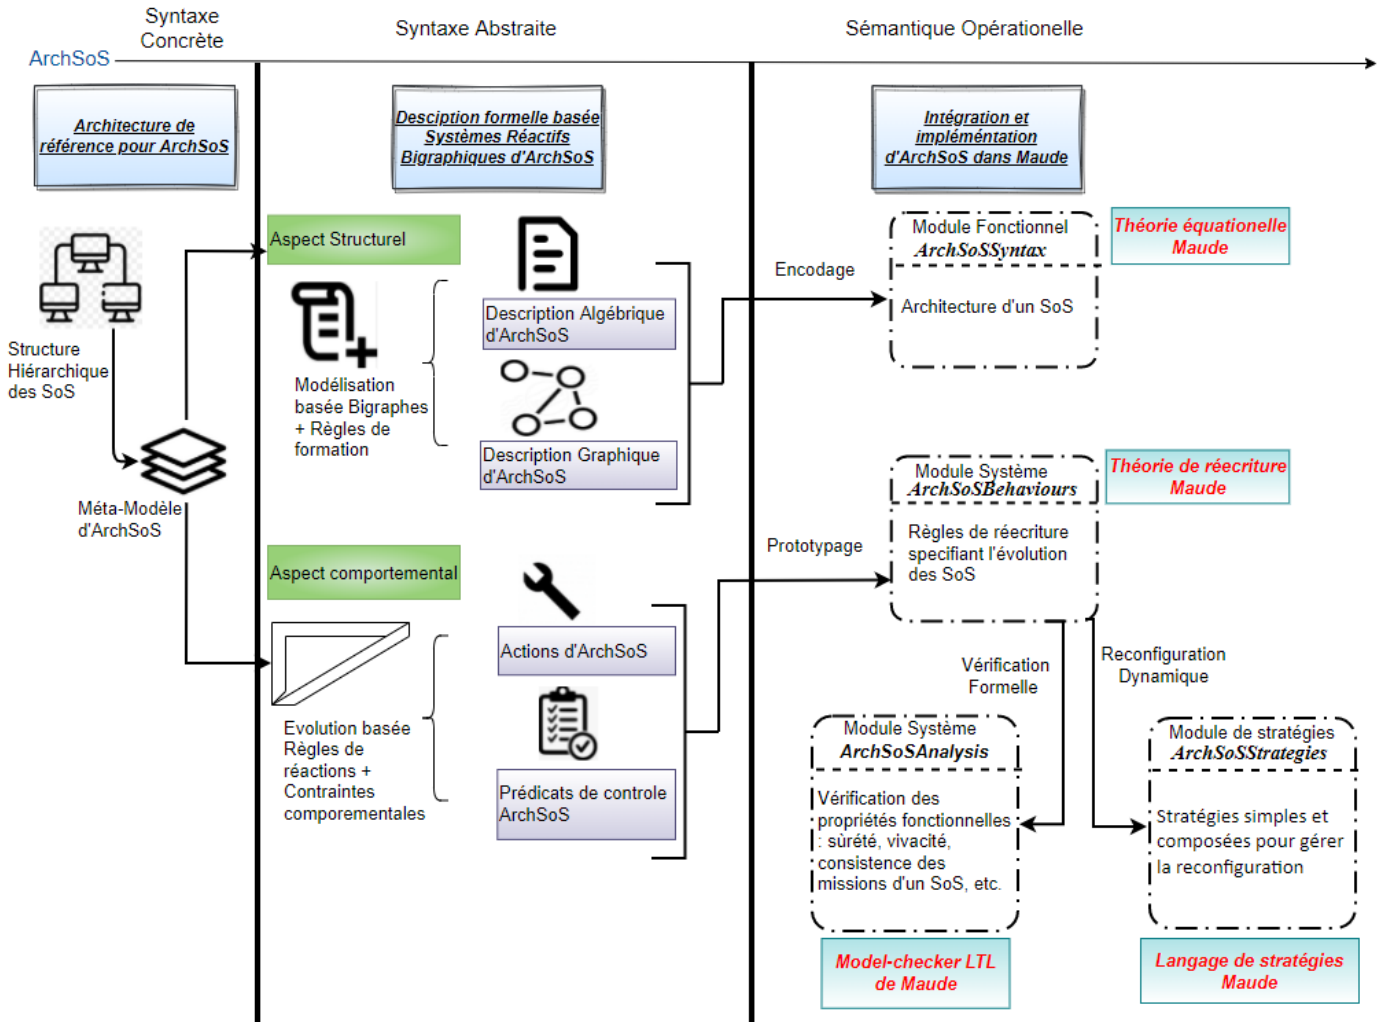 Syntaxe
Concrète
Syntaxe Abstraite
Sémantique Opérationelle
ArchSoS
Architecture de
référence pour ArchSoS
Desciption formelle basée
Systèmes Réactifs
Bigraphiques d'ArchSoS
Intégration et
impléméntation
d'ArchSoS dans Maude
Structure
Hiérarchique
des SoS
Méta-Modèle
d'ArchSoS
Aspect Structurel
Modélisation
basée Bigraphes
+ Règles de
formation
Description Algébrique
d'ArchSoS
Description Graphique
d'ArchSoS
Encodage
Module Fonctionnel
ArchSoSSyntax
Architecture d'un SoS
Théorie équationelle
Maude
Aspect comportemental
Evolution basée
Règles de
réactions +
Contraintes
comporementales
Actions d'ArchSoS
Prédicats de controle
ArchSoS
Prototypage
Module Système
ArchSoSBehaviours
Règles de réecriture
specifiant l'évolution
des SoS
Théorie de réecriture
Maude
Vérification
Formelle
Reconfiguration
Dynamique
Module Système
ArchSoSAnalysis
Vérification des
propriétés fonctionnelles
: sùrété, vivacité,
consistence des
missions d'un SoS, etc.
Model-checker LTL
de Maude
Module de stratégies
ArchSoSStrategies
Stratégies simples et
composées pour gérer
la reconfiguration
Langage de stratégies
Maude